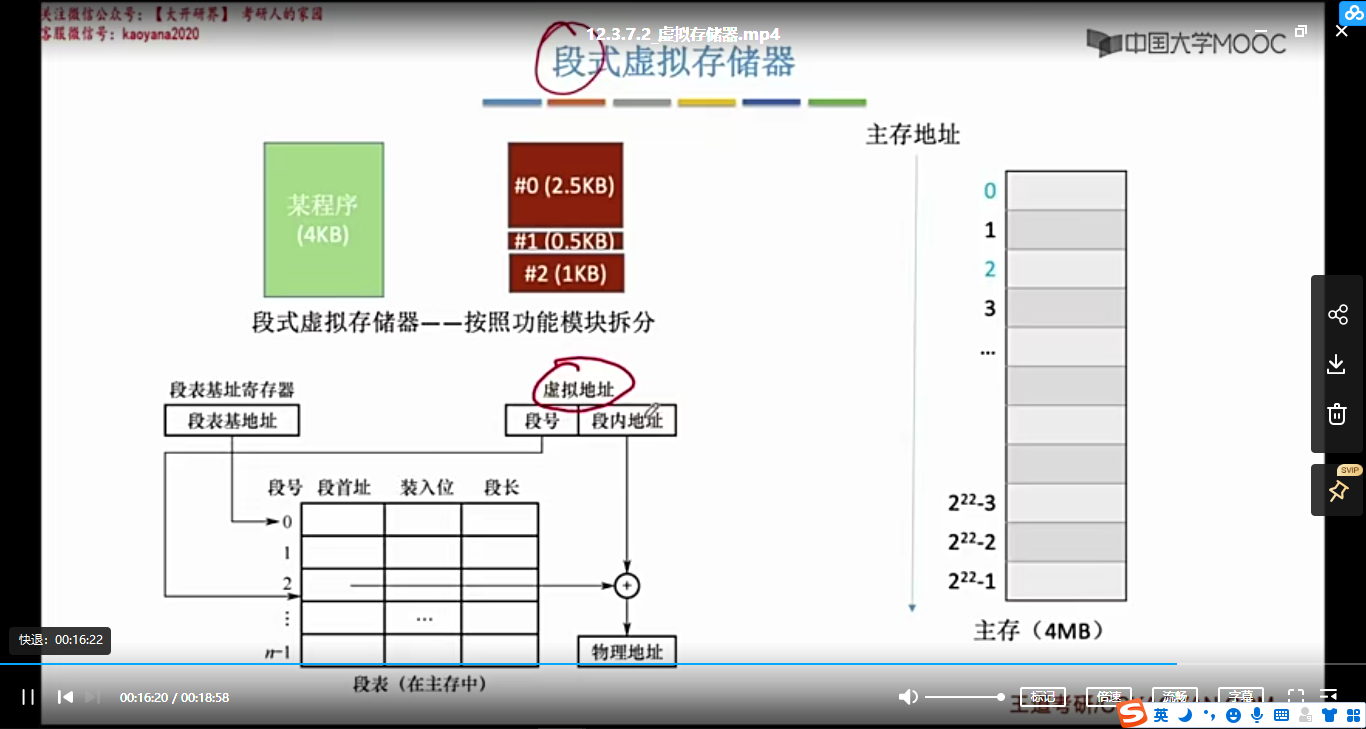 关注微信公众号：【大开研界】 考研人的家园
客服微信号：kaoyana2020
12.3.7.2_虚拟存储器.mp4
中国大学MOOC
段式虚拟存储器
主存地址
某程序
(4KB)
#0 (2.5KB)
#1 (0.5KB)
#2 (1KB)
0
1
2
3
...
2²²-3
2²²-2
2²²-1
主存（4MB）
段式虚拟存储器——按照功能模块拆分
段表基址寄存器
虚拟地址
段表基地址
段号 段内地址
段号 段首址 装入位 段长
0
1
2
⋮
...
n-1
+
物理地址
段表（在主存中）
SVIP
快退：00:16:22
00:16:20 / 00:18:58
标记 倍速 流畅 字幕
英